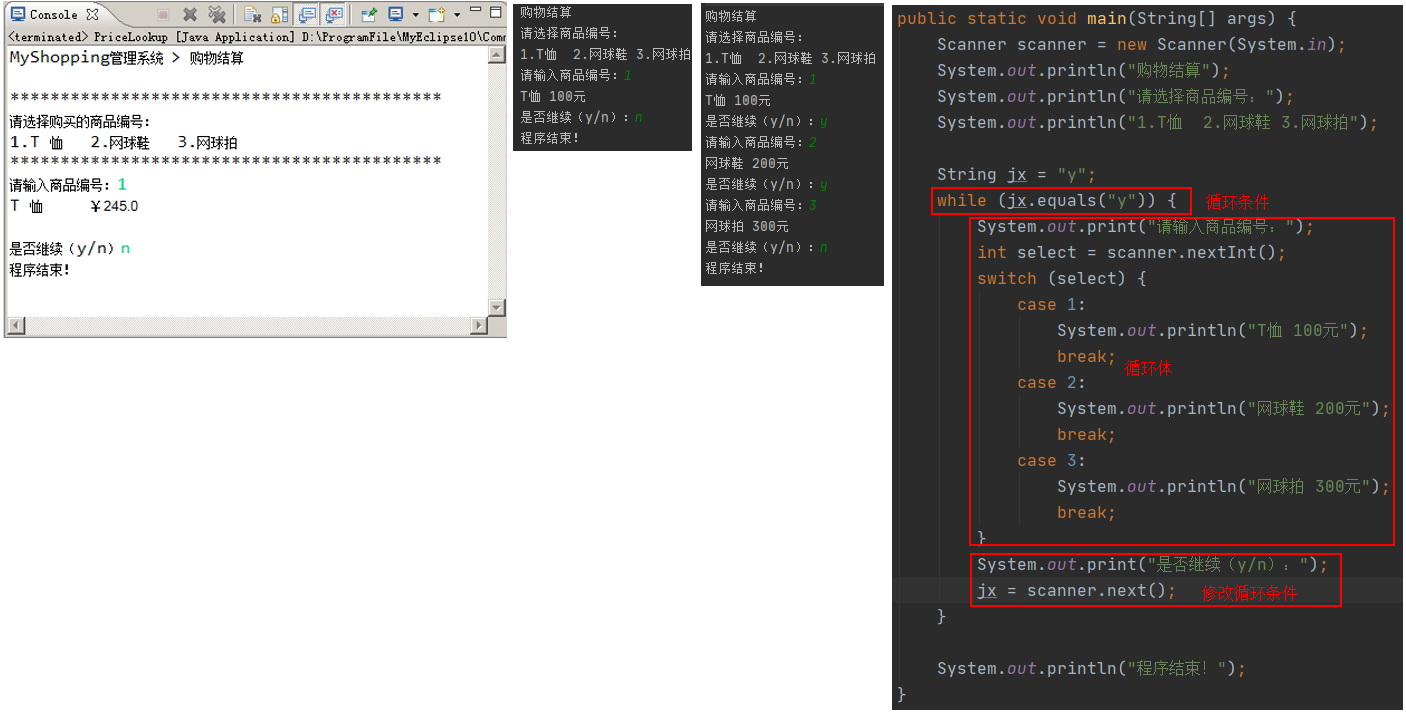 Console
<terminated> PriceLookup [Java Application] D:\ProgramFile\MyEclipse10\Comm
MyShopping管理系统 > 购物结算
*******************************************
请选择购买的商品编号:
1.T 恤 2.网球鞋 3.网球拍
*******************************************
请输入商品编号: 1
T 恤 ￥245.0
是否继续（y/n）n
程序结束!
购物结算
请选择商品编号:
1.T恤 2.网球鞋 3.网球拍
请输入商品编号: 1
T恤 100元
是否继续（y/n）: n
程序结束!
购物结算
请选择商品编号:
1.T恤 2.网球鞋 3.网球拍
请输入商品编号: 1
T恤 100元
是否继续（y/n）: y
请输入商品编号: 2
网球鞋 200元
是否继续（y/n）: y
请输入商品编号: 3
网球拍 300元
是否继续（y/n）: n
程序结束!
public static void main(String[] args) {
Scanner scanner = new Scanner(System.in);
System.out.println("购物结算");
System.out.println("请选择商品编号: ");
System.out.println("1.T恤 2.网球鞋 3.网球拍");
String jx = "y";
while (jx.equals("y")) { 循环条件
System.out.print("请输入商品编号: ");
int select = scanner.nextInt();
switch (select) {
case 1:
System.out.println("T恤 100元");
break;
循环体
case 2:
System.out.println("网球鞋 200元");
break;
case 3:
System.out.println("网球拍 300元");
break;
}
System.out.print("是否继续（y/n）: ");
jx = scanner.next(); 修改循环条件
}
System.out.println("程序结束! ");
}